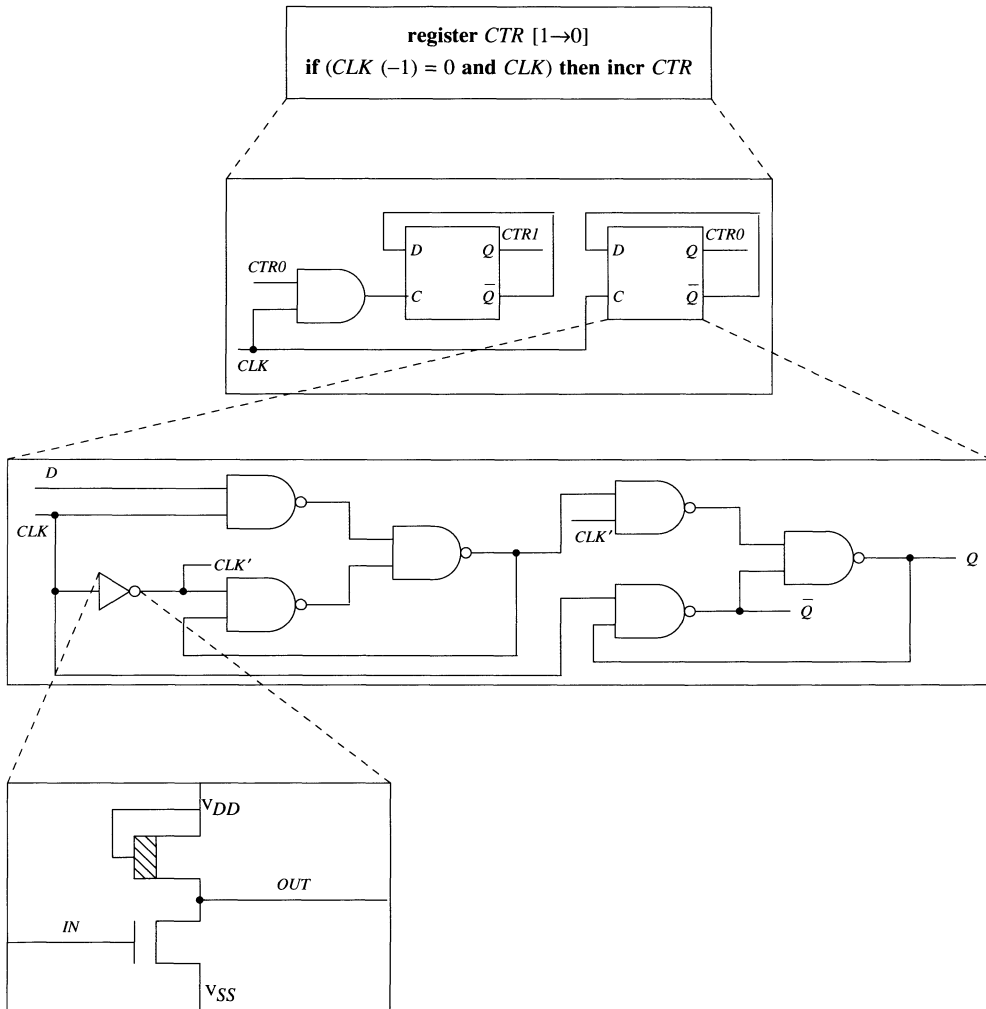 register CTR [1→0]
if (CLK (-1) = 0 and CLK) then incr CTR
CTR1
CTR0
D Q
D Q
CTR0
C Q̅
C Q̅
CLK
D
CLK
CLK′
CLK′
Q
Q̅
VDD
OUT
IN
VSS